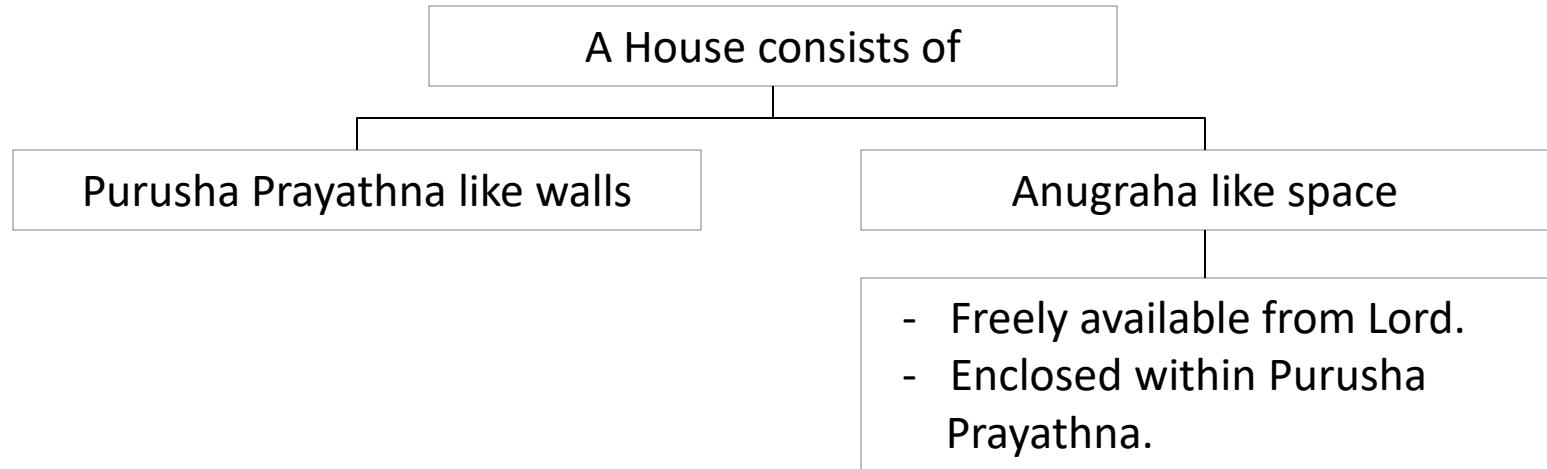 A House consists of
Purusha Prayathna like walls
Anugraha like space
- Freely available from Lord.
- Enclosed within Purusha
Prayathna.